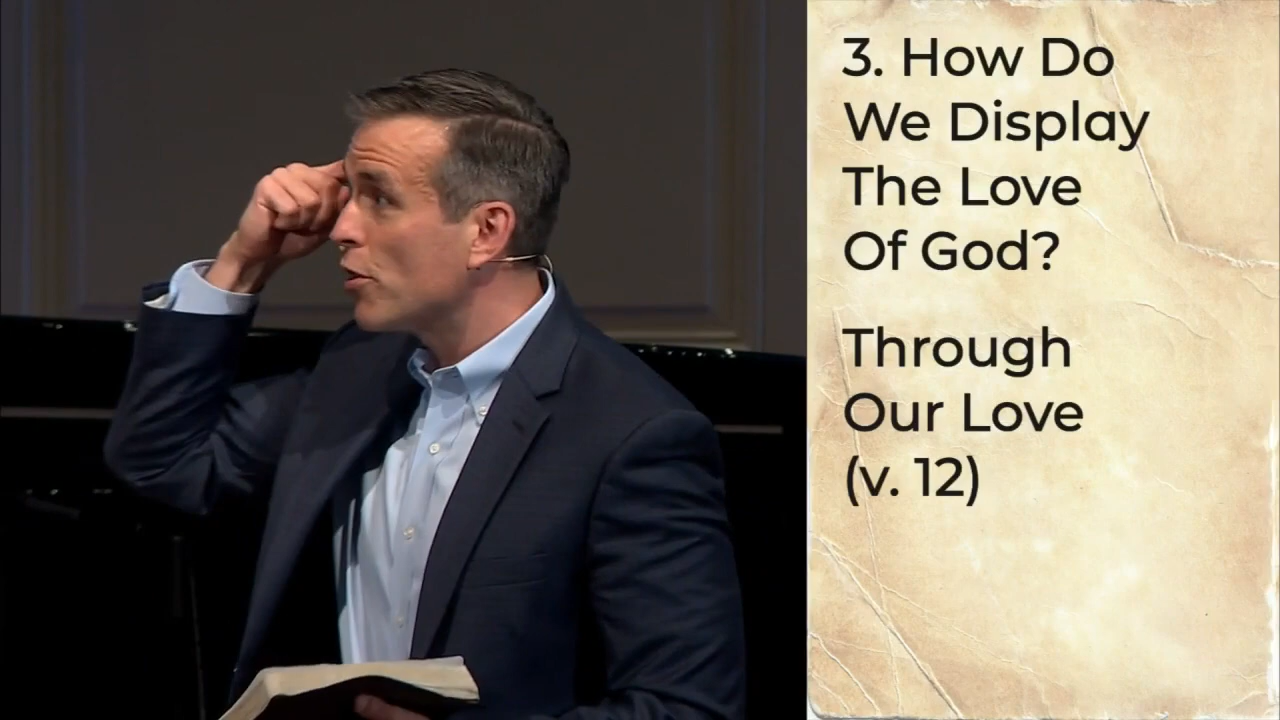 3. How Do
We Display
The Love
Of God?
Through
Our Love
(v. 12)